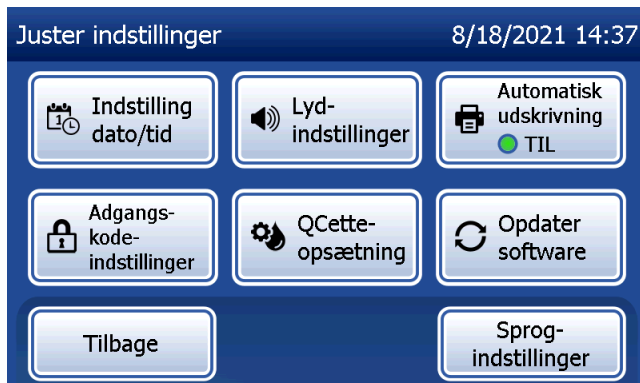 Juster indstillinger 8/18/2021 14:37
Indstilling
dato/tid
Lyd-
indstillinger
Automatisk
udskrivning
TIL
Adgangs-
kode-
indstillinger
QCette-
opsætning
Opdater
software
Tilbage
Sprog-
indstillinger